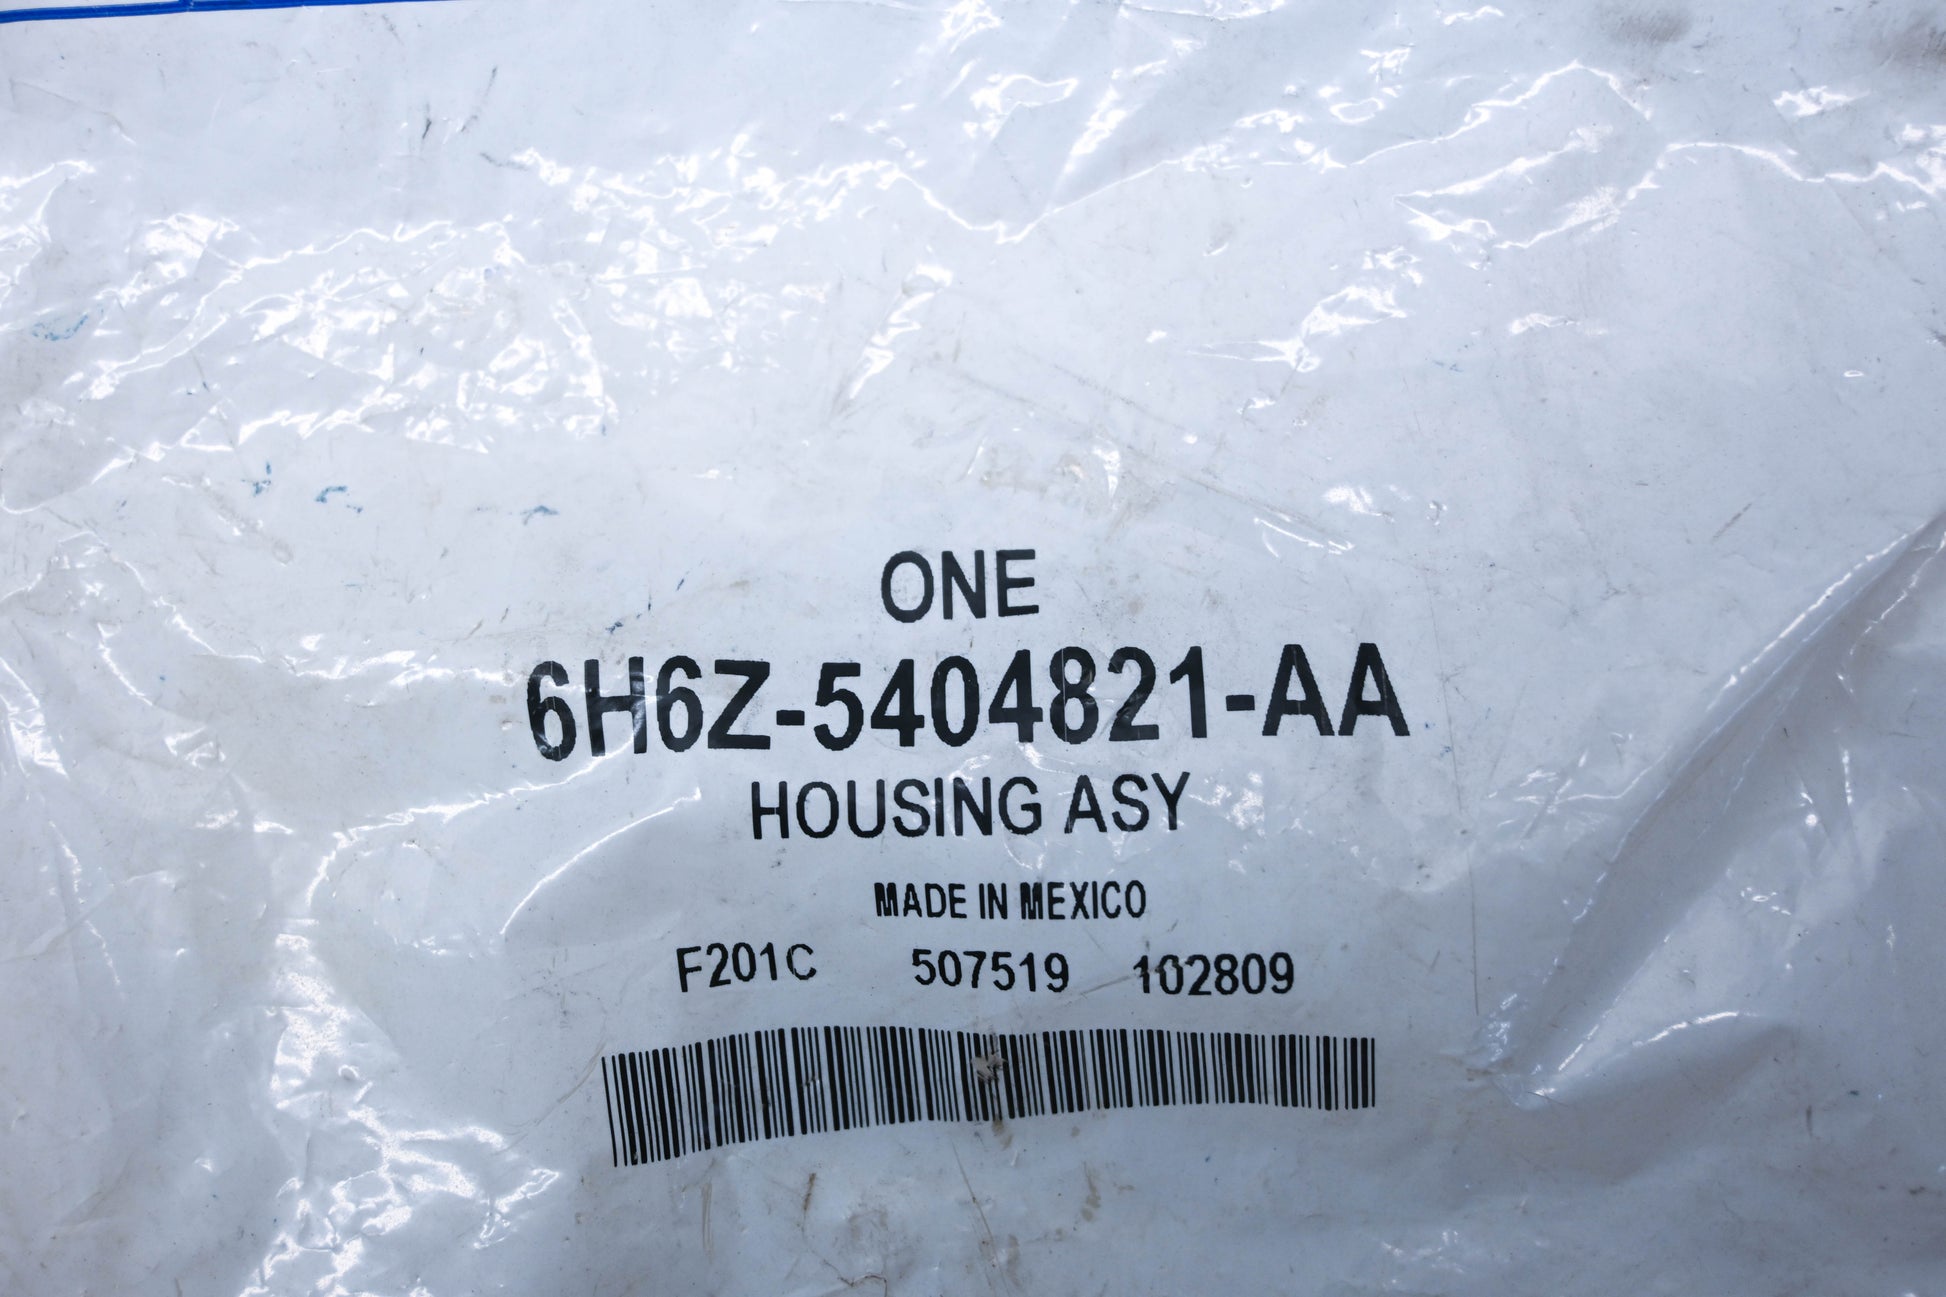 ONE
6H6Z-5404821-AA
HOUSING ASY
MADE IN MEXICO
F201C 507519 102809